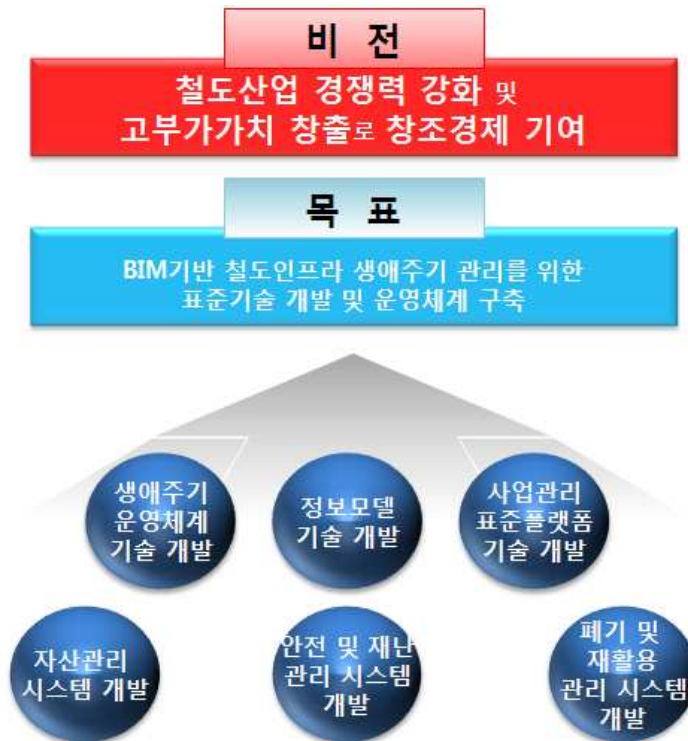 비 전
철도산업 경쟁력 강화 및
고부가가치 창출로 창조경제 기여
목 표
BIM기반 철도인프라 생애주기 관리를 위한
표준기술 개발 및 운영체계 구축
생애주기
운영체계
기술 개발
정보모델
기술 개발
사업관리
표준플랫폼
기술 개발
자산관리
시스템 개발
안전 및 재난
관리 시스템
개발
폐기 및
재활용
관리 시스템
개발